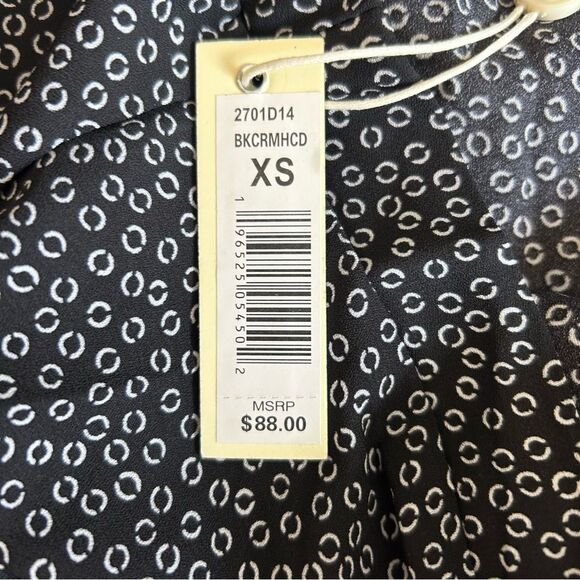 2701D14
BKCRMHCD
XS
1 96525 05450 2
MSRP
$88.00